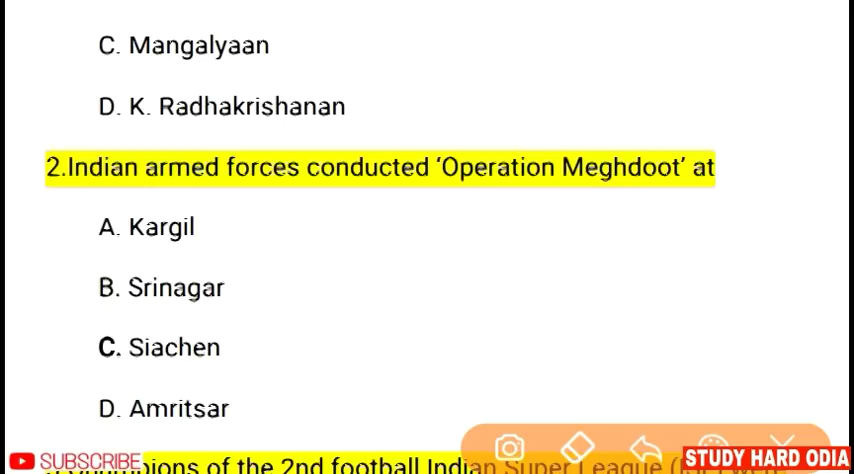 C. Mangalyaan
D. K. Radhakrishanan
2.Indian armed forces conducted ‘Operation Meghdoot’ at
A. Kargil
B. Srinagar
C. Siachen
D. Amritsar
SUBSCRIBE
of the 2nd football Indian Super League
STUDY HARD ODIA